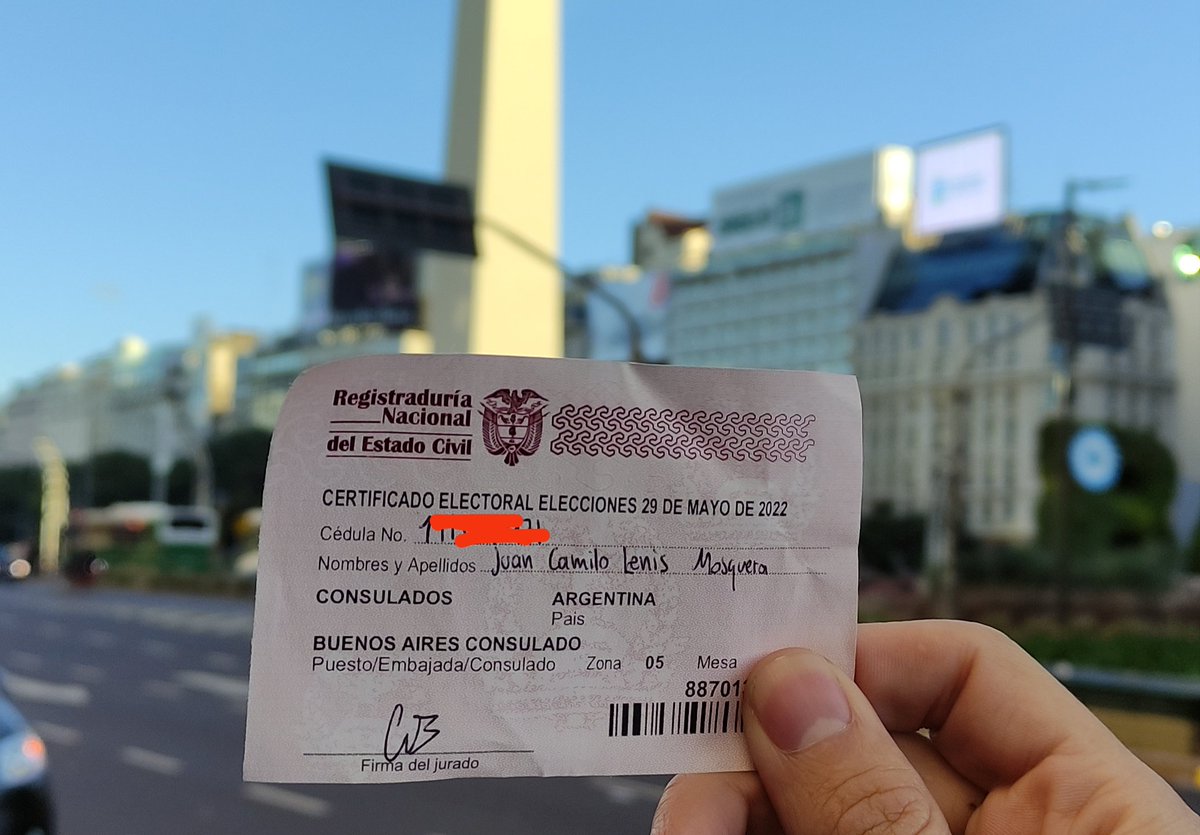 Registraduría
Nacional
del Estado Civil
CERTIFICADO ELECTORAL ELECCIONES 29 DE MAYO DE 2022
Cédula No.
Nombres y Apellidos Juan Camilo Lenis Mosquera
CONSULADOS ARGENTINA
Pais
BUENOS AIRES CONSULADO
Puesto/Embajada/Consulado Zona 05 Mesa
88701
Firma del jurado